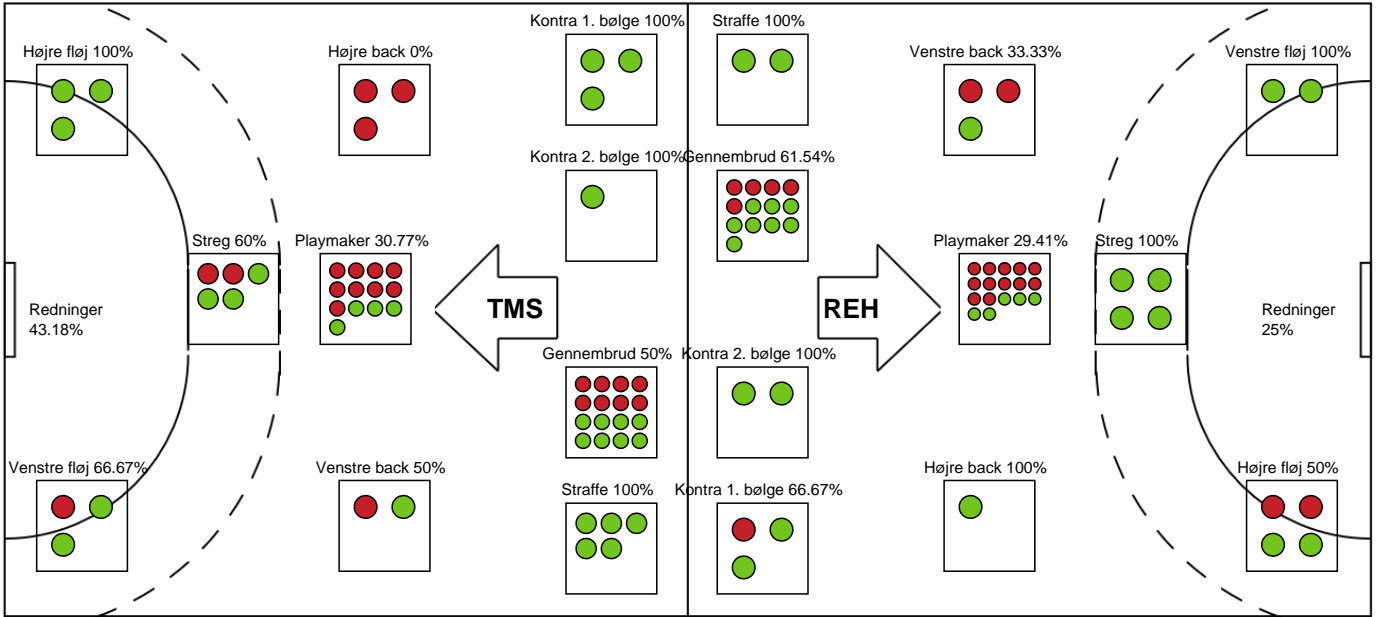 Kontra 1. bølge 100%
Straffe 100%
Højre fløj 100%
Højre back 0%
Venstre back 33.33%
Venstre fløj 100%
Kontra 2. bølge 100%
Gennembrud 61.54%
Streg 60%
Playmaker 30.77%
Playmaker 29.41%
Streg 100%
Redninger
43.18%
TMS
REH
Redninger
25%
Gennembrud 50%
Kontra 2. bølge 100%
Venstre fløj 66.67%
Venstre back 50%
Straffe 100%
Kontra 1. bølge 66.67%
Højre back 100%
Højre fløj 50%